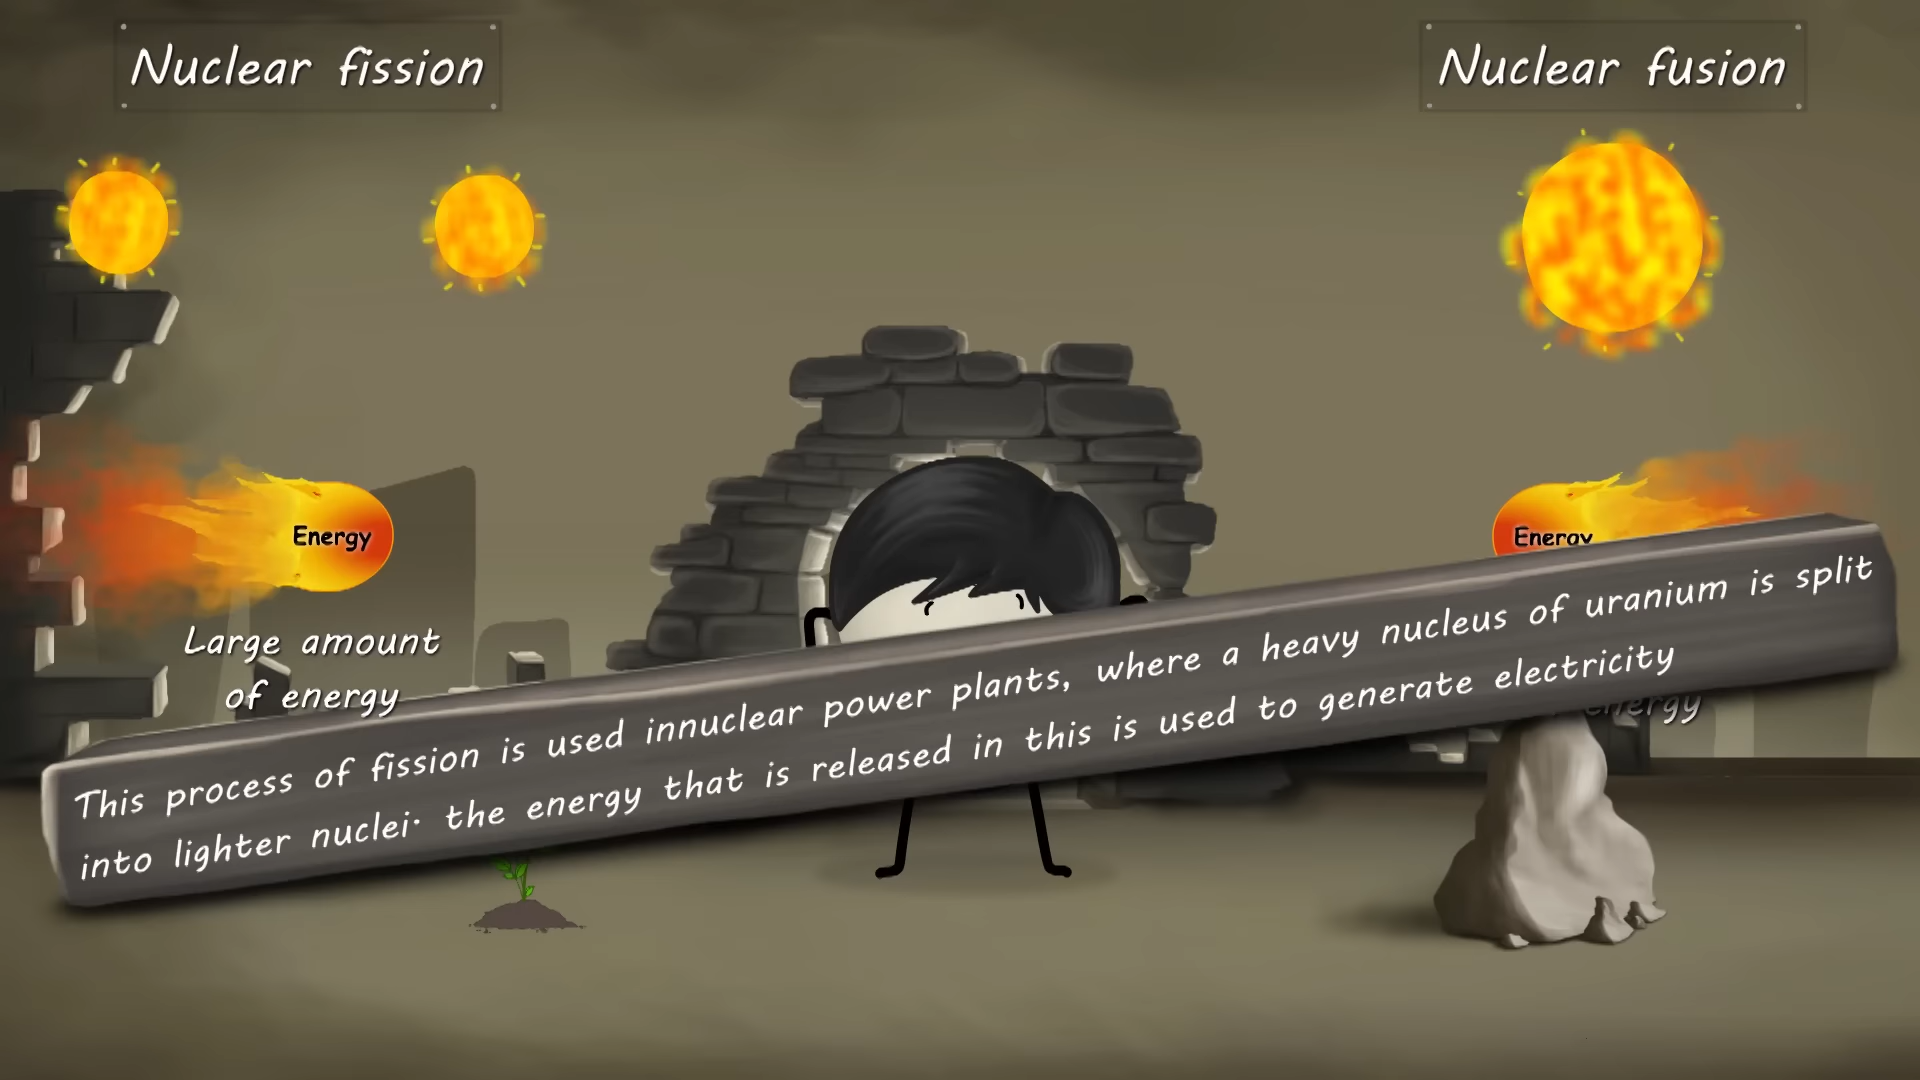 Nuclear fission
Nuclear fusion
Energy
Energy
Large amount
of energy
energy
This process of fission is used innuclear power plants, where a heavy nucleus of uranium is split
into lighter nuclei· the energy that is released in this is used to generate electricity